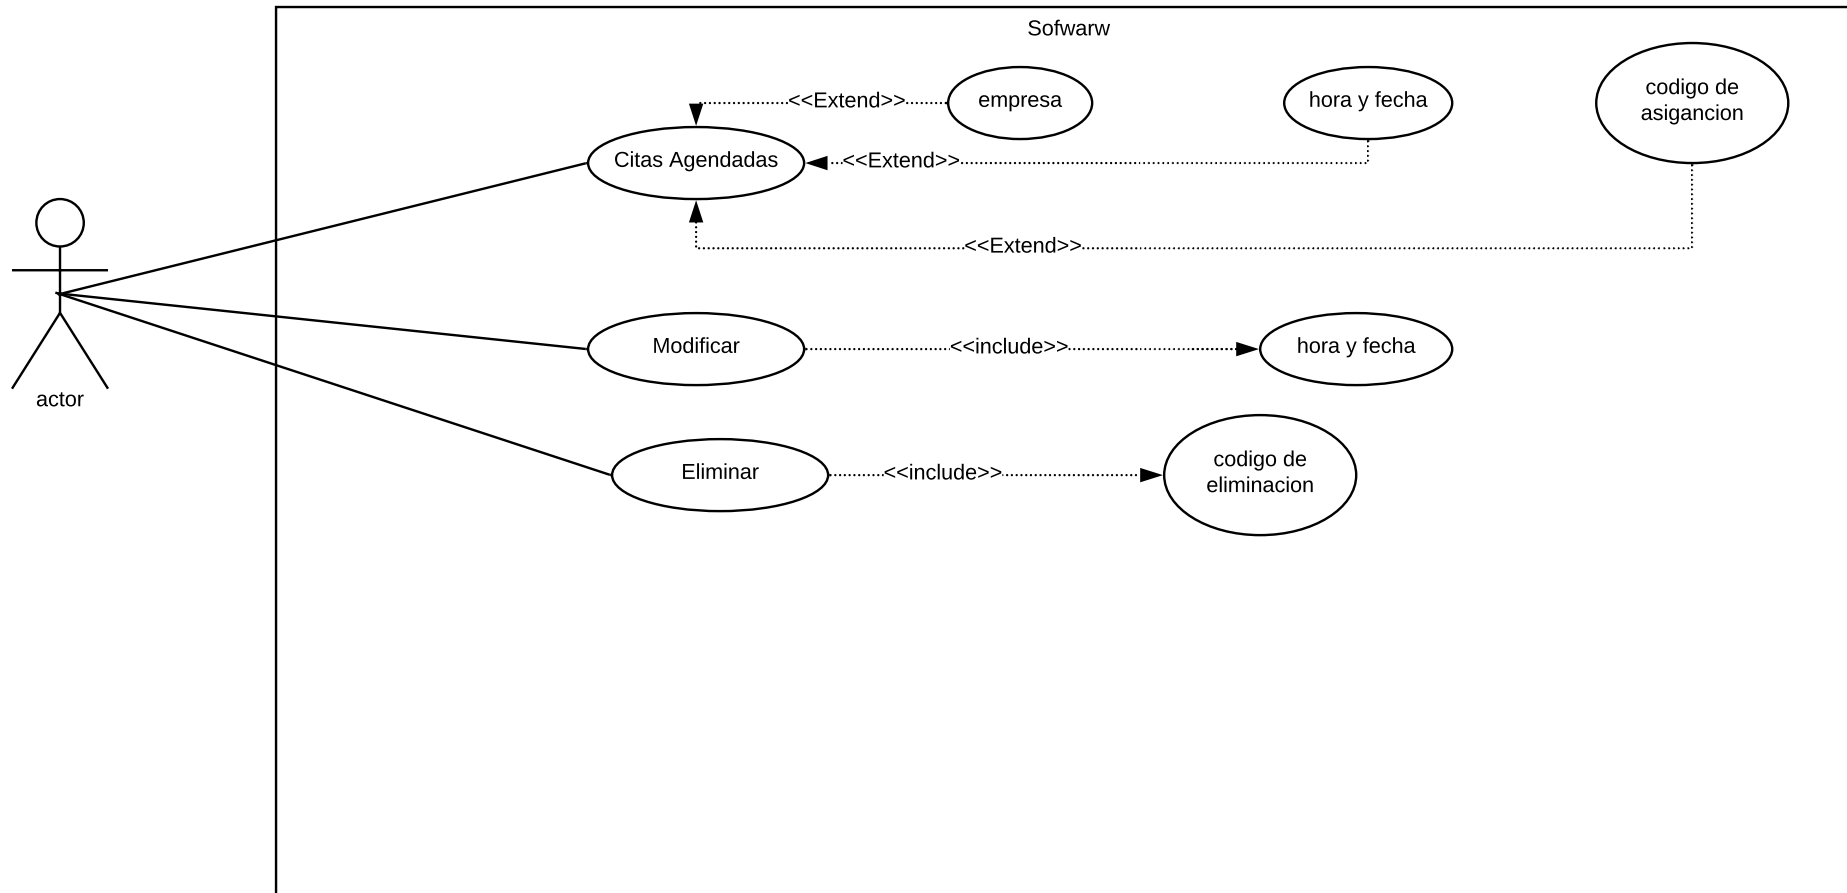 Sofwarw
<<Extend>>
empresa
hora y fecha
codigo de
asigancion
Citas Agendadas
<<Extend>>
<<Extend>>
Modificar
<<include>>
hora y fecha
actor
Eliminar
<<include>>
codigo de
eliminacion